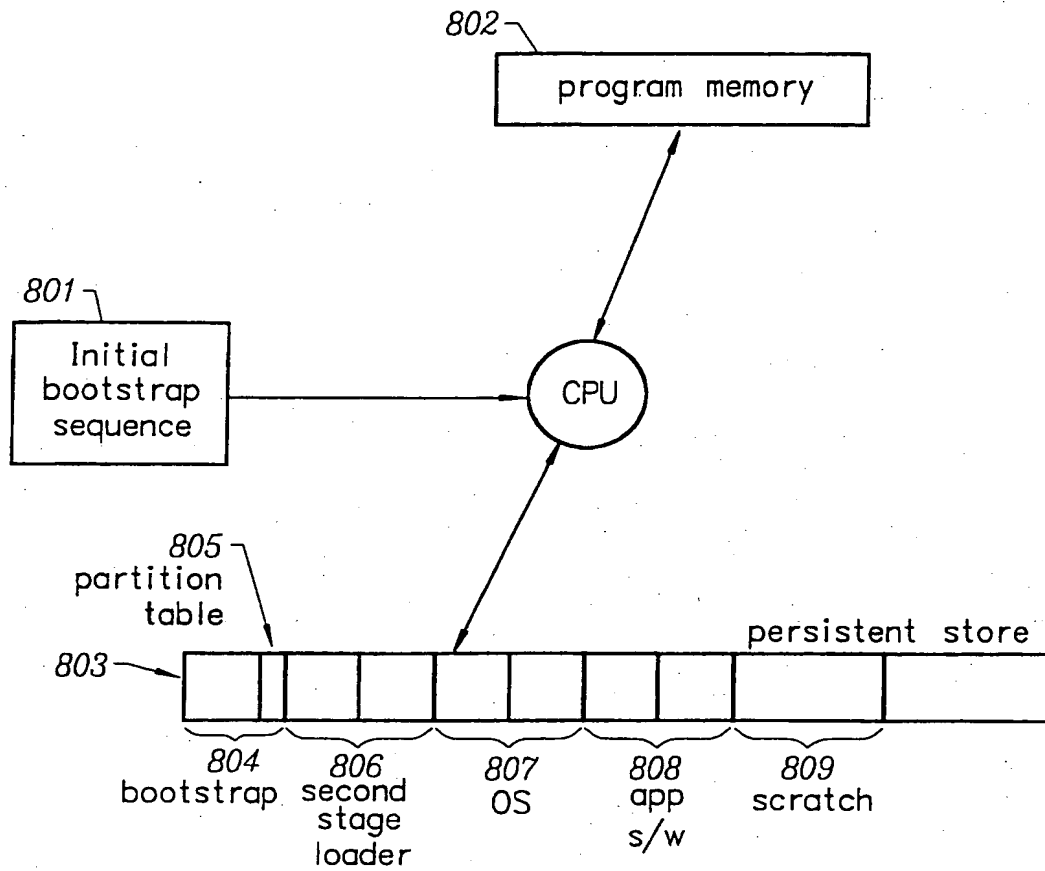 802
program memory
801
Initial
bootstrap
sequence
CPU
805
partition
table
persistent store
803
804
bootstrap
806
second
stage
loader
807
OS
808
app
s/w
809
scratch